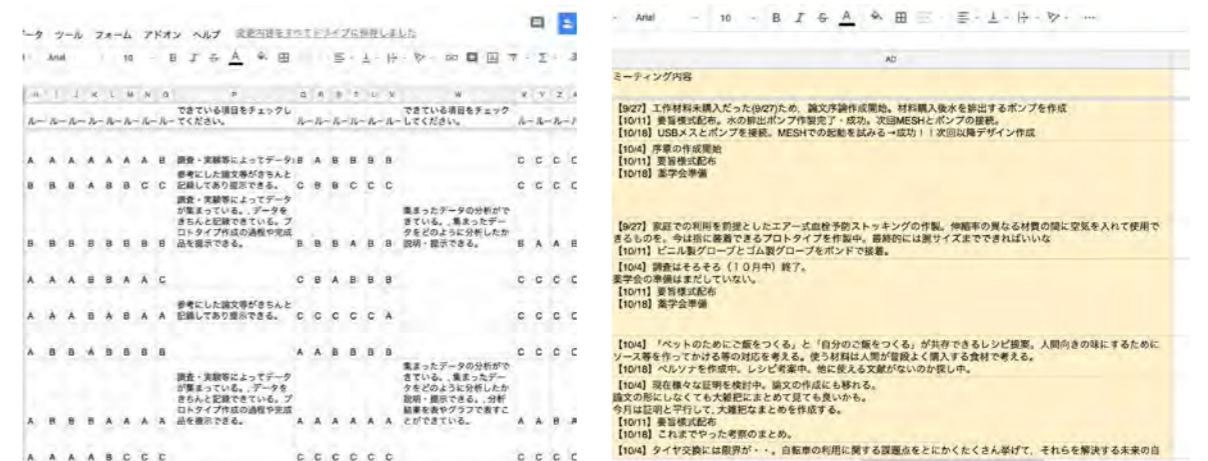 ータ ツール フォーム アドオン ヘルプ 変更内容をすべてドライブに保存しました
Arial 10 B I S A
H I J K L M N O P Q R S T U V W X Y Z
ルー ルー ルー ルー ルー ルー ルー ルー できている項目をチェックしてください。 ルー ルー ルー ルー ルー ルー できている項目をチェックしてください。 ルー ルー ルー
A A A A A A A B 調査・実験等によってデータ B A B B B B C C C C
B B B A B B C C 参考にした論文等がきちんと記録してあり提示できる。 C B B C C C C C C C
調査・実験等によってデータ
が集まっている。, データを
きちんと記録できている。プ
ロトタイプ作成の過程や完成
品を提示できる。
B B B B B B B B B B B A B B
集まったデータの分析がで
きている。, 集まったデー
タをどのように分析したか
説明・提示できる。
B A A B
A A A B B A A C C B A B B B C C C C
A A A B A B A A 参考にした論文等がきちんと記録してあり提示できる。 C C C C C A C C C C
A B B A B B B B A A B B B B C C C C
調査・実験等によってデータ
が集まっている。, データを
きちんと記録できている。プ
ロトタイプ作成の過程や完成
品を提示できる。
A B B B A A A A A A A A A A
集まったデータの分析がで
きている。, 集まったデー
タをどのように分析したか
説明・提示できる。, 分析
結果を表やグラフで表すこ
とができている。
A A B A
A A A A B C C C C C C C C C C C C C
Arial 10 B I S A
AD
ミーティング内容
【9/27】工作材料未購入だった(9/27)ため、論文序論作成開始。材料購入後水を排出するポンプを作成
【10/11】要旨様式配布。水の排出ポンプ作製完了・成功。次回MESHとポンプの接続。
【10/18】USBメスとポンプを接続。MESHでの起動を試みる→成功！！次回以降デザイン作成
【10/4】序章の作成開始
【10/11】要旨様式配布
【10/18】薬学会準備
【9/27】家庭での利用を前提としたエアー式血栓予防ストッキングの作製。伸縮率の異なる材質の間に空気を入れて使用で
きるものを。今は指に装着できるプロトタイプを作製中。最終的には腕サイズまでできればいいな
【10/11】ビニル製グローブとゴム製グローブをボンドで接着。
【10/4】調査はそろそろ（１０月中）終了。
薬学会の準備はまだしていない。
【10/11】要旨様式配布
【10/18】薬学会準備
【10/4】「ペットのためにご飯をつくる」と「自分のご飯をつくる」が共存できるレシピ提案。人間向きの味にするために
ソース等を作ってかける等の対応を考える。使う材料は人間が普段よく購入する食材で考える。
【10/18】ペルソナを作成中。レシピ考案中。他に使える文献がないのか探し中。
【10/4】現在様々な証明を検討中。論文の作成にも移れる。
論文の形にしなくても大雑把にまとめて見ても良いかも。
今月は証明と平行して、大雑把なまとめを作成する。
【10/11】要旨様式配布
【10/18】これまでやった考察のまとめ。
【10/4】タイヤ交換には限界が・・。自転車の利用に関する課題点をとにかくたくさん挙げて、それらを解決する未来の自